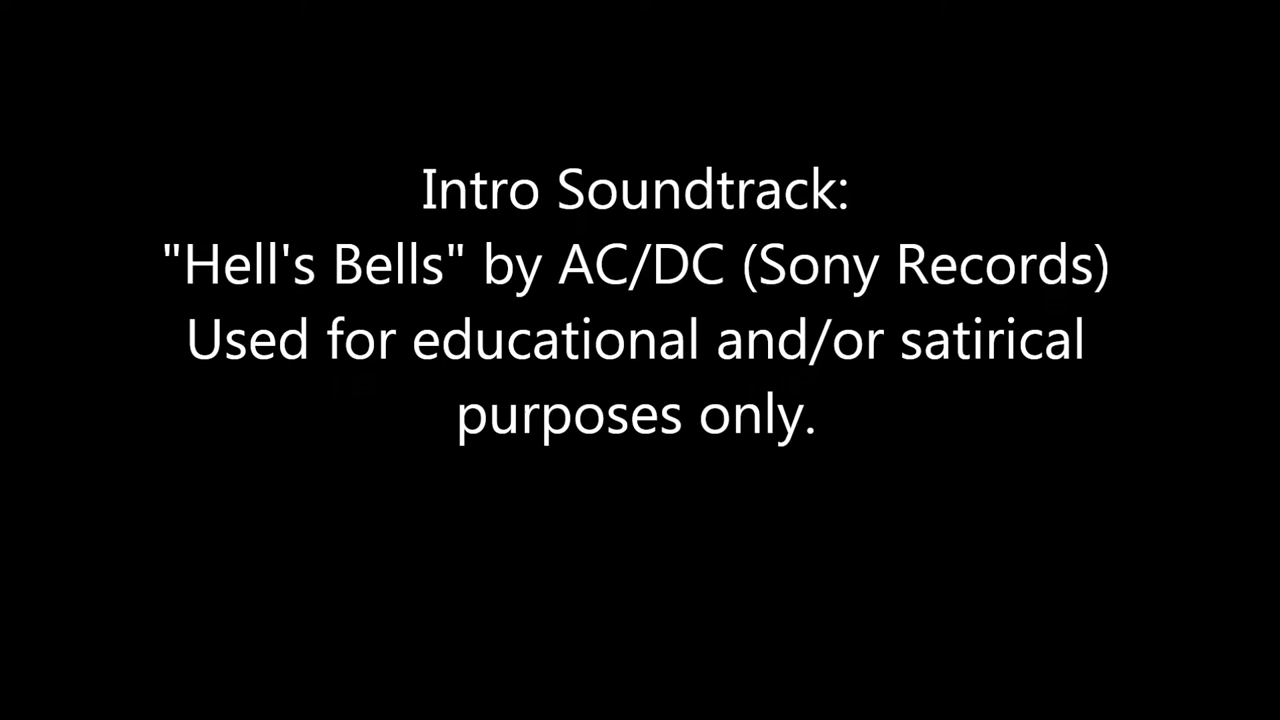 Intro Soundtrack:
"Hell's Bells" by AC/DC (Sony Records)
Used for educational and/or satirical
purposes only.